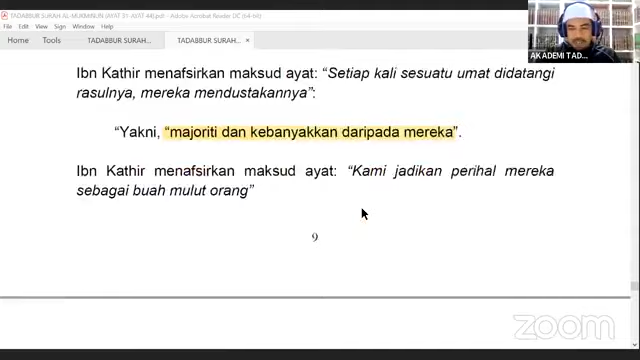 TADABBUR SURAH AL-MUKMINUN (AYAT 31-AYAT 44).pdf - Adobe Acrobat Reader DC (64-bit)
File Edit View Sign Window Help
Home Tools TADABBUR SURAH... TADABBUR SURAH... ×
AKADEMI TAD...
Ibn Kathir menafsirkan maksud ayat: “Setiap kali sesuatu umat didatangi
rasulnya, mereka mendustakannya”:
“Yakni, “majoriti dan kebanyakkan daripada mereka”.
Ibn Kathir menafsirkan maksud ayat: “Kami jadikan perihal mereka
sebagai buah mulut orang”
9
zoom